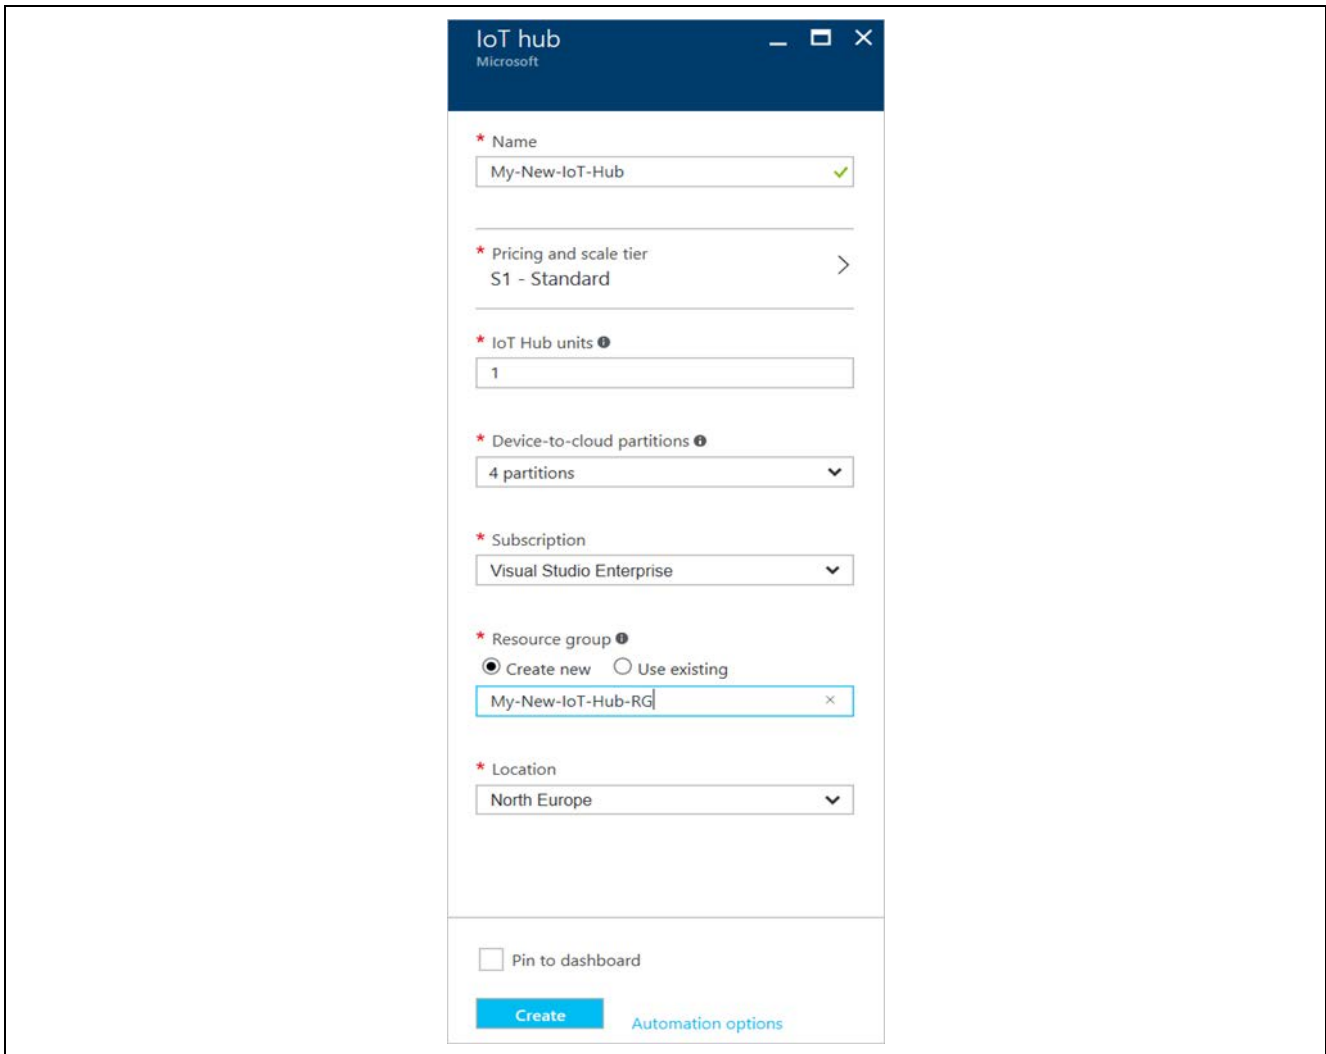 IoT hub
Microsoft
* Name
My-New-IoT-Hub
* Pricing and scale tier
S1 - Standard
* IoT Hub units
1
* Device-to-cloud partitions
4 partitions
* Subscription
Visual Studio Enterprise
* Resource group
Create new Use existing
My-New-IoT-Hub-RG
* Location
North Europe
Pin to dashboard
Create Automation options